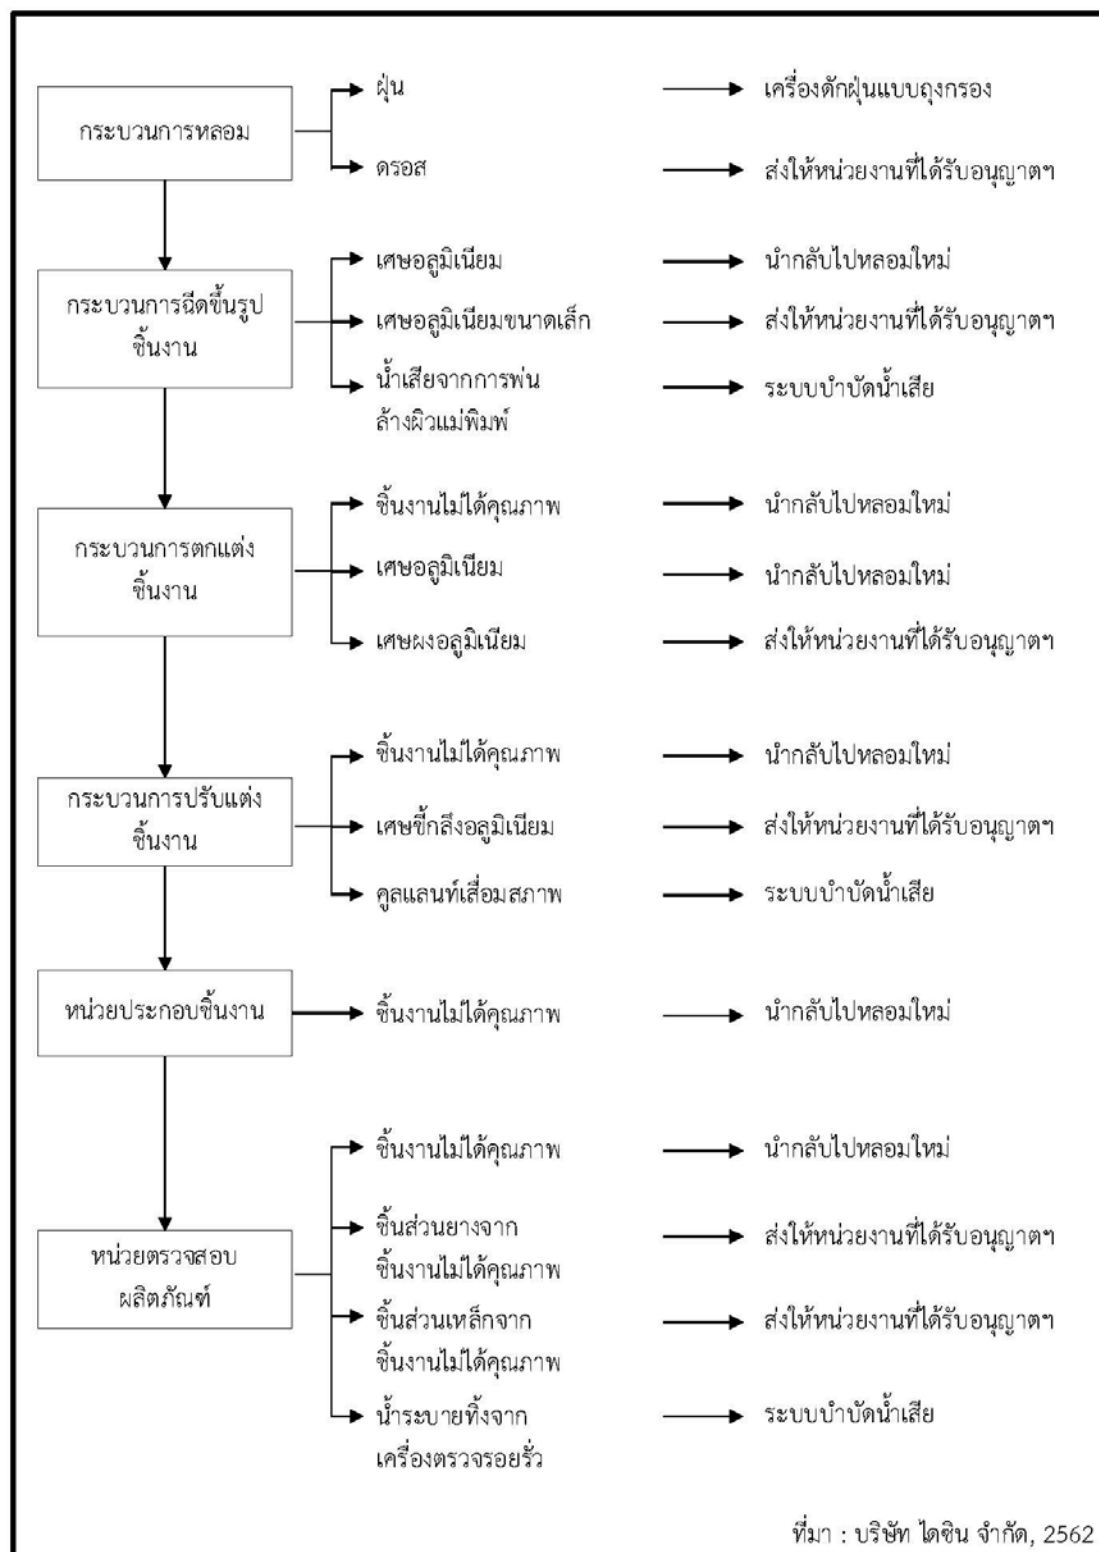 ฝุ่น
เครื่องดักฝุ่นแบบถุงกรอง
กระบวนการหลอม
ดรอส
ส่งให้หน่วยงานที่ได้รับอนุญาตฯ
เศษอลูมิเนียม
นำกลับไปหลอมใหม่
กระบวนการฉีดขึ้นรูป
ชิ้นงาน
เศษอลูมิเนียมขนาดเล็ก
ส่งให้หน่วยงานที่ได้รับอนุญาตฯ
น้ำเสียจากการพ่น
ล้างผิวแม่พิมพ์
ระบบบำบัดน้ำเสีย
ชิ้นงานไม่ได้คุณภาพ
นำกลับไปหลอมใหม่
กระบวนการตกแต่ง
ชิ้นงาน
เศษอลูมิเนียม
นำกลับไปหลอมใหม่
เศษผงอลูมิเนียม
ส่งให้หน่วยงานที่ได้รับอนุญาตฯ
ชิ้นงานไม่ได้คุณภาพ
นำกลับไปหลอมใหม่
กระบวนการปรับแต่ง
ชิ้นงาน
เศษขี้กลึงอลูมิเนียม
ส่งให้หน่วยงานที่ได้รับอนุญาตฯ
คูลแลนท์เสื่อมสภาพ
ระบบบำบัดน้ำเสีย
หน่วยประกอบชิ้นงาน
ชิ้นงานไม่ได้คุณภาพ
นำกลับไปหลอมใหม่
ชิ้นงานไม่ได้คุณภาพ
นำกลับไปหลอมใหม่
หน่วยตรวจสอบ
ผลิตภัณฑ์
ชิ้นส่วนยางจาก
ชิ้นงานไม่ได้คุณภาพ
ส่งให้หน่วยงานที่ได้รับอนุญาตฯ
ชิ้นส่วนเหล็กจาก
ชิ้นงานไม่ได้คุณภาพ
ส่งให้หน่วยงานที่ได้รับอนุญาตฯ
น้ำระบายทิ้งจาก
เครื่องตรวจรอยรั่ว
ระบบบำบัดน้ำเสีย
ที่มา : บริษัท ไดซิน จำกัด, 2562